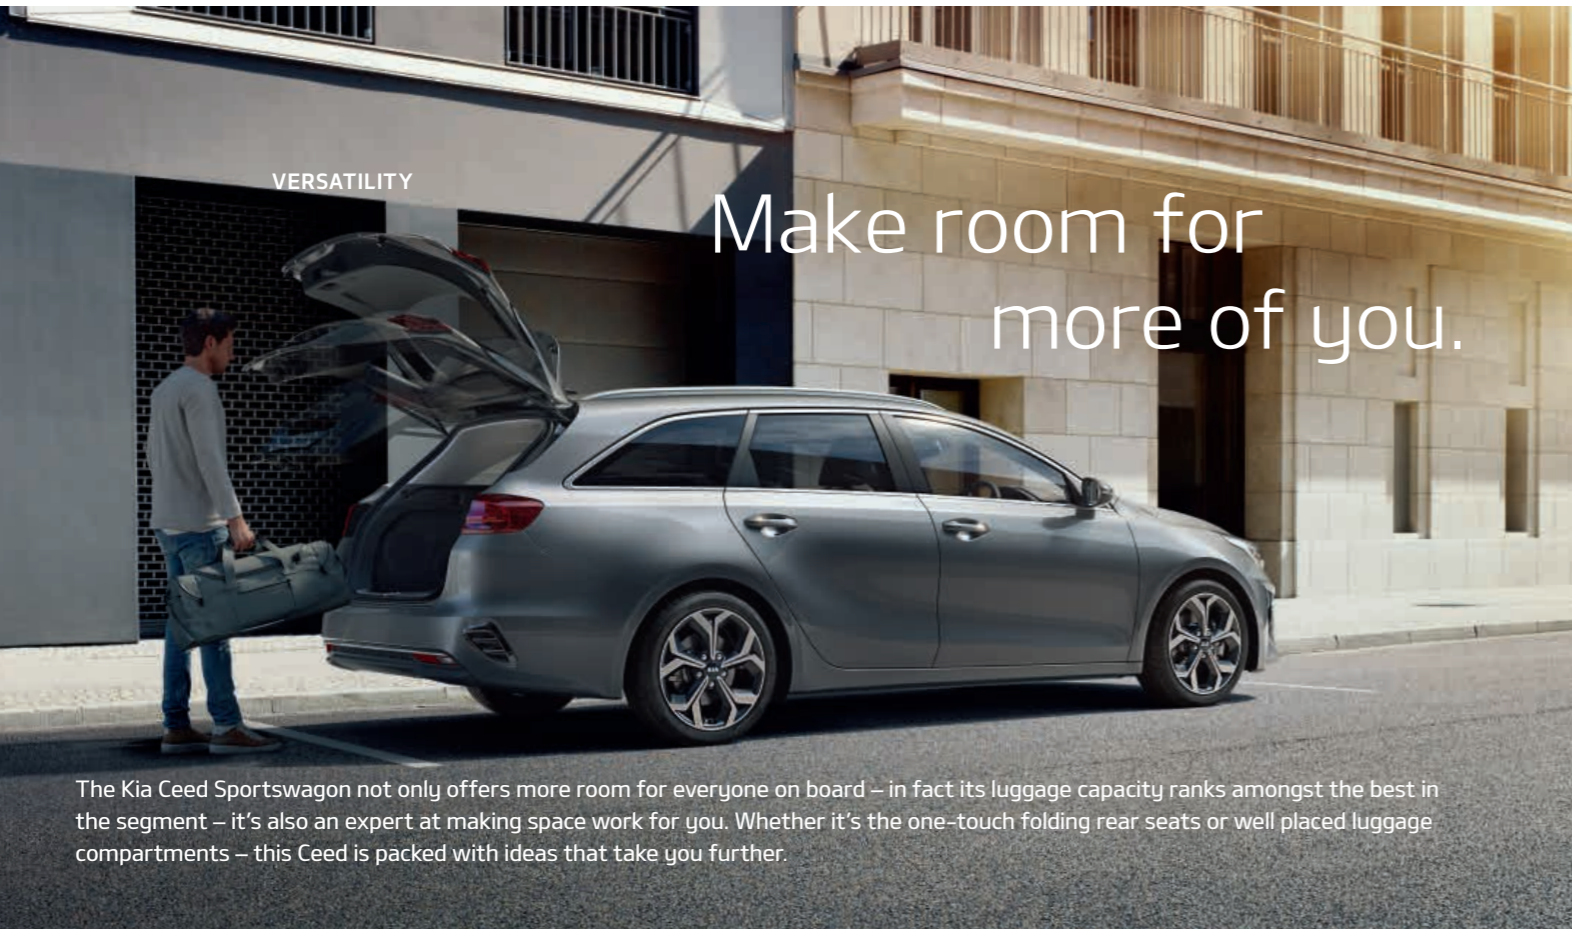 VERSATILITY
Make room for
more of you.
The Kia Ceed Sportswagon not only offers more room for everyone on board – in fact its luggage capacity ranks amongst the best in
the segment – it's also an expert at making space work for you. Whether it's the one-touch folding rear seats or well placed luggage
compartments – this Ceed is packed with ideas that take you further.